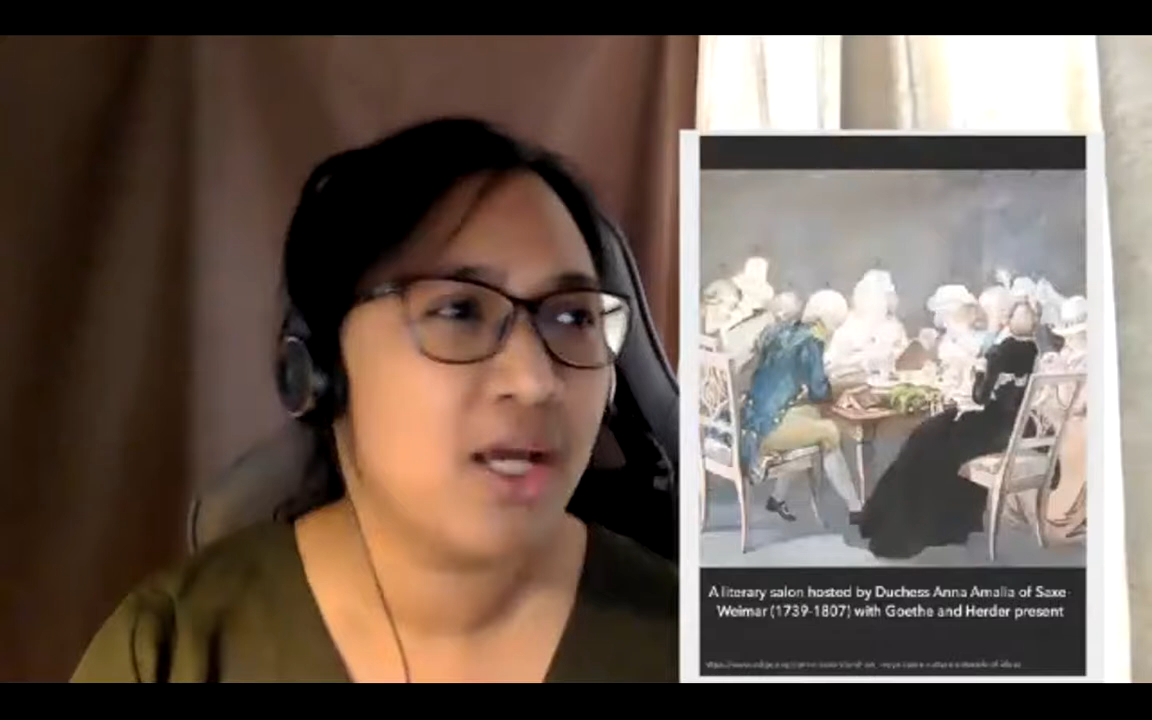 A literary salon hosted by Duchess Anna Amalia of Saxe-
Weimar (1739-1807) with Goethe and Herder present